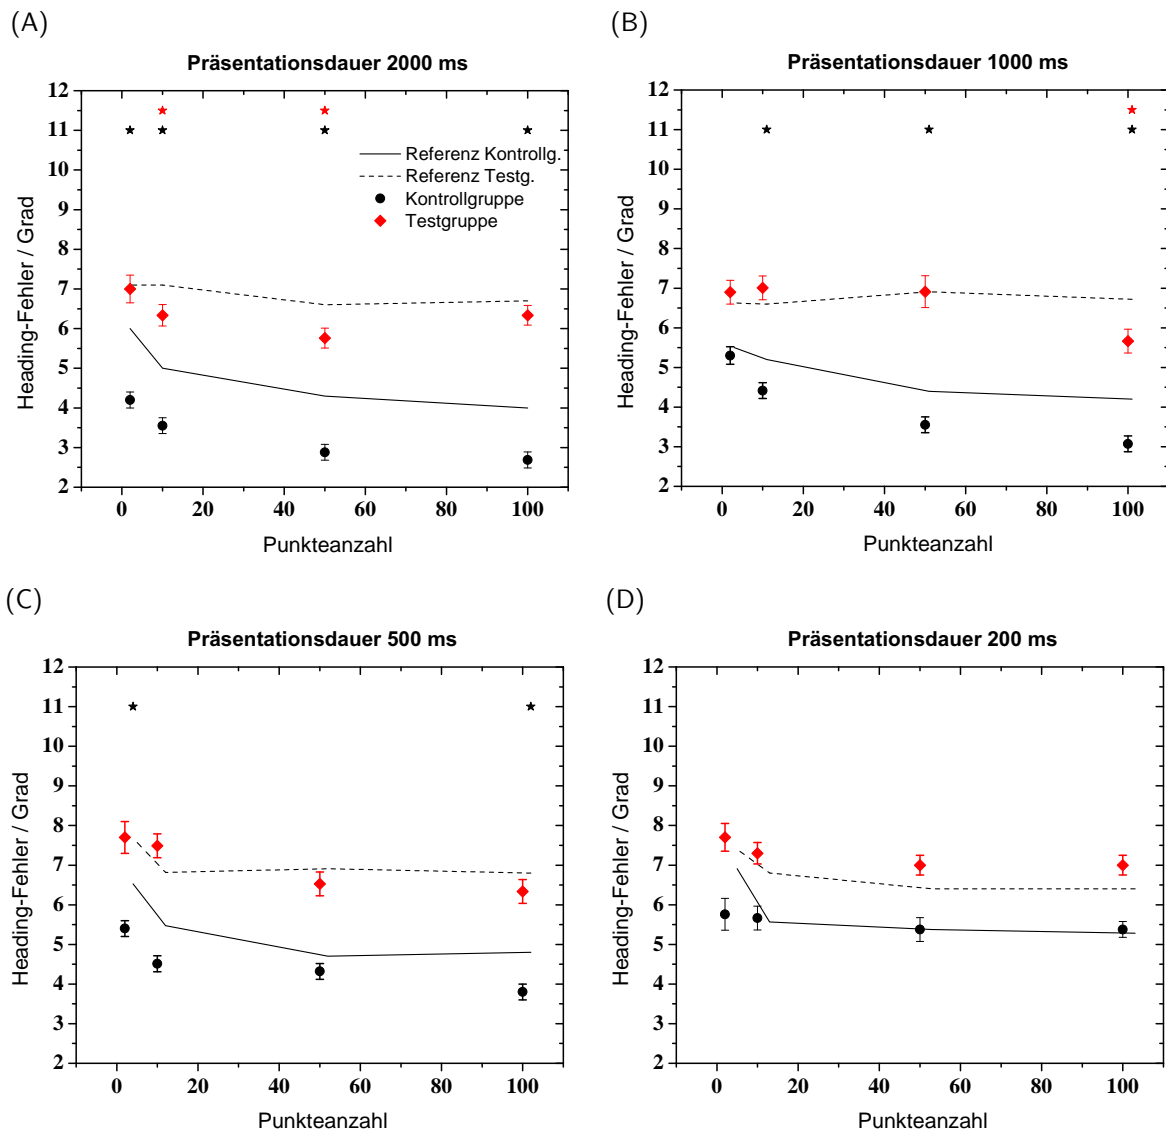 (A)
Präsentationsdauer 2000 ms
12
11
10
9
8
7
6
5
4
3
2
Heading-Fehler / Grad
Referenz Kontrollg.
Referenz Testg.
Kontrollgruppe
Testgruppe
0 20 40 60 80 100
Punkteanzahl
(B)
Präsentationsdauer 1000 ms
12
11
10
9
8
7
6
5
4
3
2
Heading-Fehler / Grad
0 20 40 60 80 100
Punkteanzahl
(C)
Präsentationsdauer 500 ms
12
11
10
9
8
7
6
5
4
3
2
Heading-Fehler / Grad
0 20 40 60 80 100
Punkteanzahl
(D)
Präsentationsdauer 200 ms
12
11
10
9
8
7
6
5
4
3
2
Heading-Fehler / Grad
0 20 40 60 80 100
Punkteanzahl